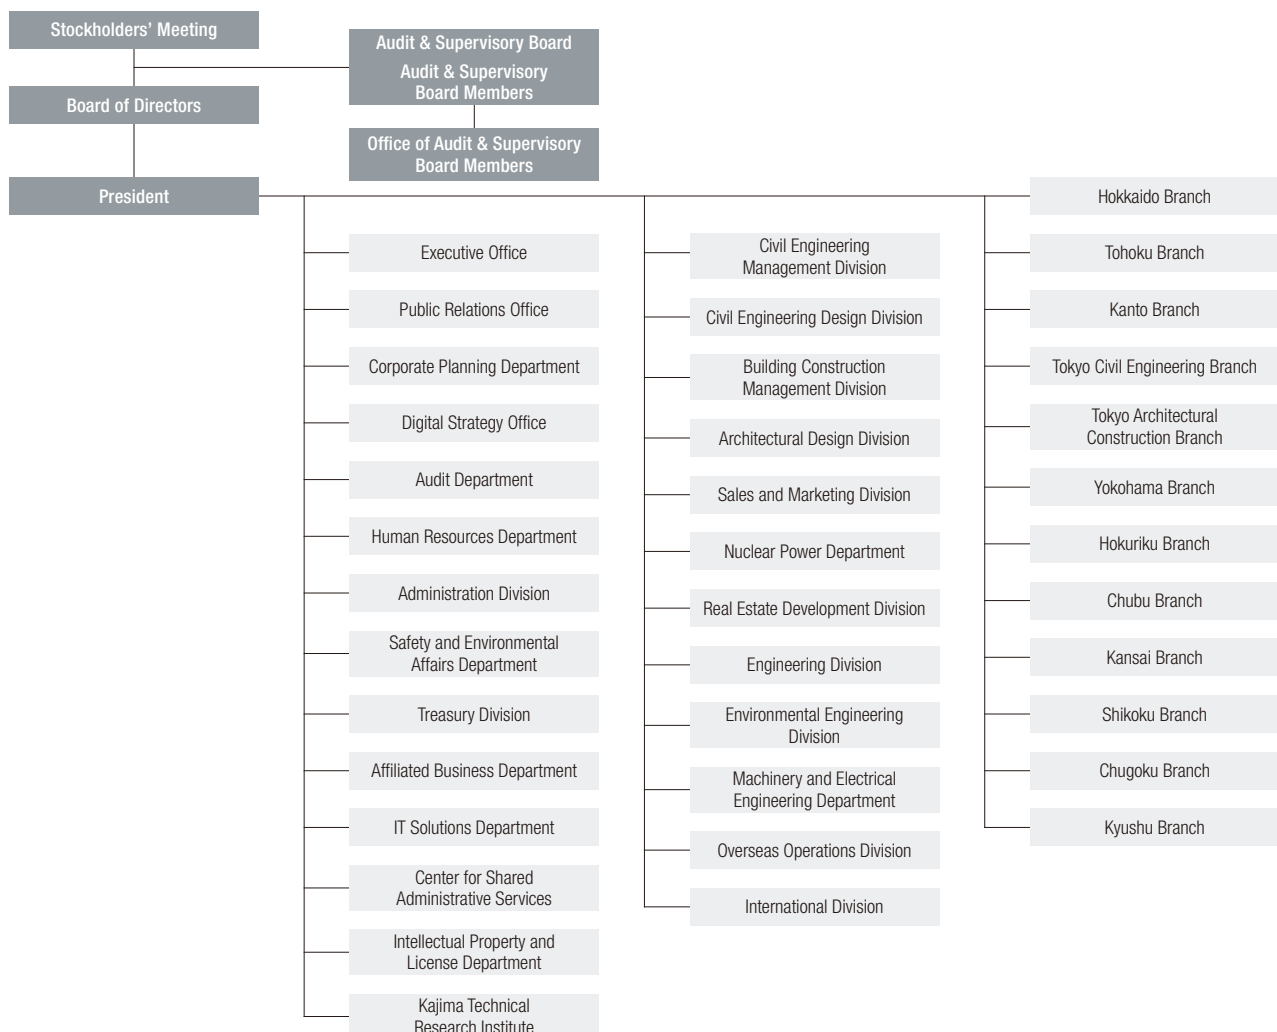 Stockholders’ Meeting
Board of Directors
President
Audit & Supervisory Board
Audit & Supervisory
Board Members
Office of Audit & Supervisory
Board Members
Executive Office
Public Relations Office
Corporate Planning Department
Digital Strategy Office
Audit Department
Human Resources Department
Administration Division
Safety and Environmental
Affairs Department
Treasury Division
Affiliated Business Department
IT Solutions Department
Center for Shared
Administrative Services
Intellectual Property and
License Department
Kajima Technical
Research Institute
Civil Engineering
Management Division
Civil Engineering Design Division
Building Construction
Management Division
Architectural Design Division
Sales and Marketing Division
Nuclear Power Department
Real Estate Development Division
Engineering Division
Environmental Engineering
Division
Machinery and Electrical
Engineering Department
Overseas Operations Division
International Division
Hokkaido Branch
Tohoku Branch
Kanto Branch
Tokyo Civil Engineering Branch
Tokyo Architectural
Construction Branch
Yokohama Branch
Hokuriku Branch
Chubu Branch
Kansai Branch
Shikoku Branch
Chugoku Branch
Kyushu Branch